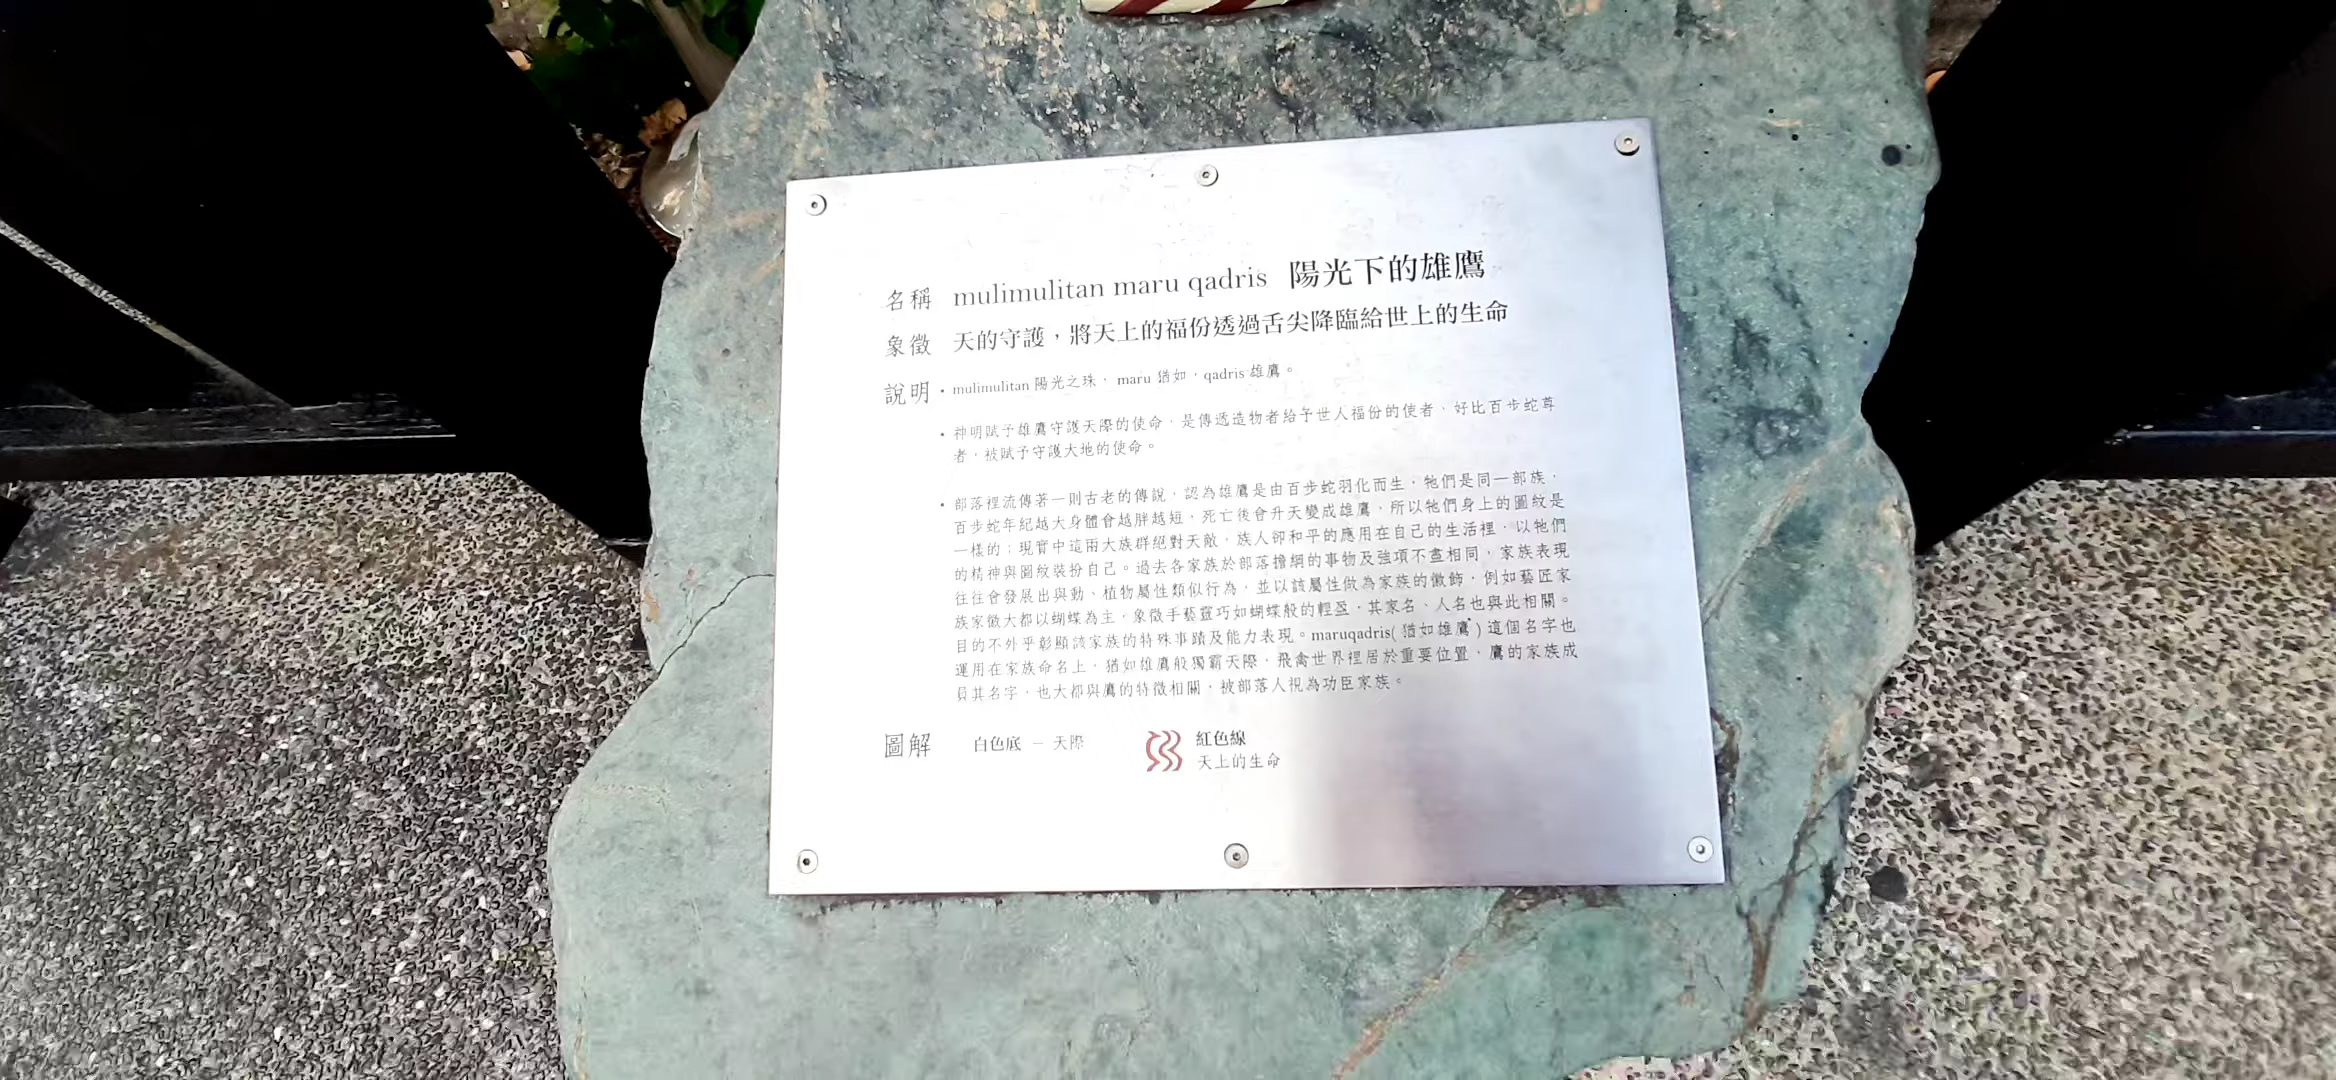 名稱 mulimulitan maru qadris 陽光下的雄鷹
象徵 天的守護，將天上的福份透過舌尖降臨給世上的生命
說明・mulimulitan 陽光之珠，maru 猶如，qadris 雄鷹。
・神明賦予雄鷹守護天際的使命，是傳遞造物者給予世人福份的使者，好比百步蛇尊
者，被賦予守護大地的使命。
・部落裡流傳著一則古老的傳說，認為雄鷹是由百步蛇羽化而生，牠們是同一部族，
百步蛇年紀越大身體會越胖越短，死亡後會升天變成雄鷹，所以牠們身上的圖紋是
一樣的；現實中這兩大族群絕對天敵，族人卻和平的應用在自己的生活裡，以牠們
的精神與圖紋裝扮自己。過去各家族於部落擔綱的事物及強項不盡相同，家族表現
往往會發展出與動、植物屬性類似行為，並以該屬性做為家族的徽飾，例如藝匠家
族家徽大都以蝴蝶為主，象徵手藝靈巧如蝴蝶般的輕盈，其家名、人名也與此相關。
目的不外乎彰顯該家族的特殊事蹟及能力表現。maruqadris(猶如雄鷹)這個名字也
運用在家族命名上，猶如雄鷹般獨霸天際，飛禽世界裡居於重要位置，鷹的家族成
員其名字，也大都與鷹的特徵相關，被部落人視為功臣家族。
圖解 白色底 － 天際 紅色線
天上的生命